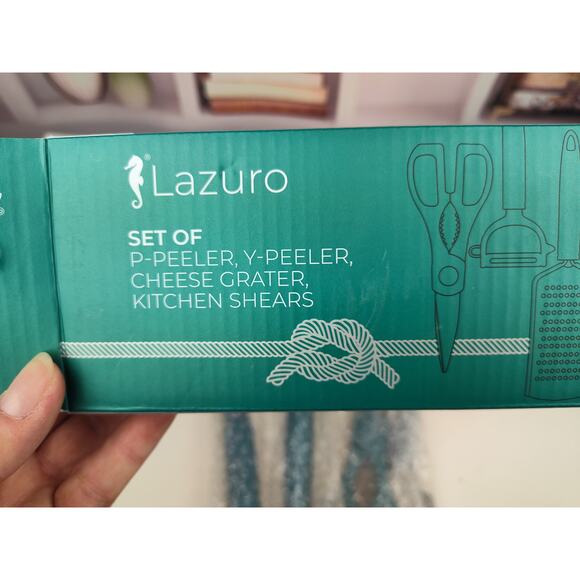 Lazuro
SET OF
P-PEELER, Y-PEELER,
CHEESE GRATER,
KITCHEN SHEARS